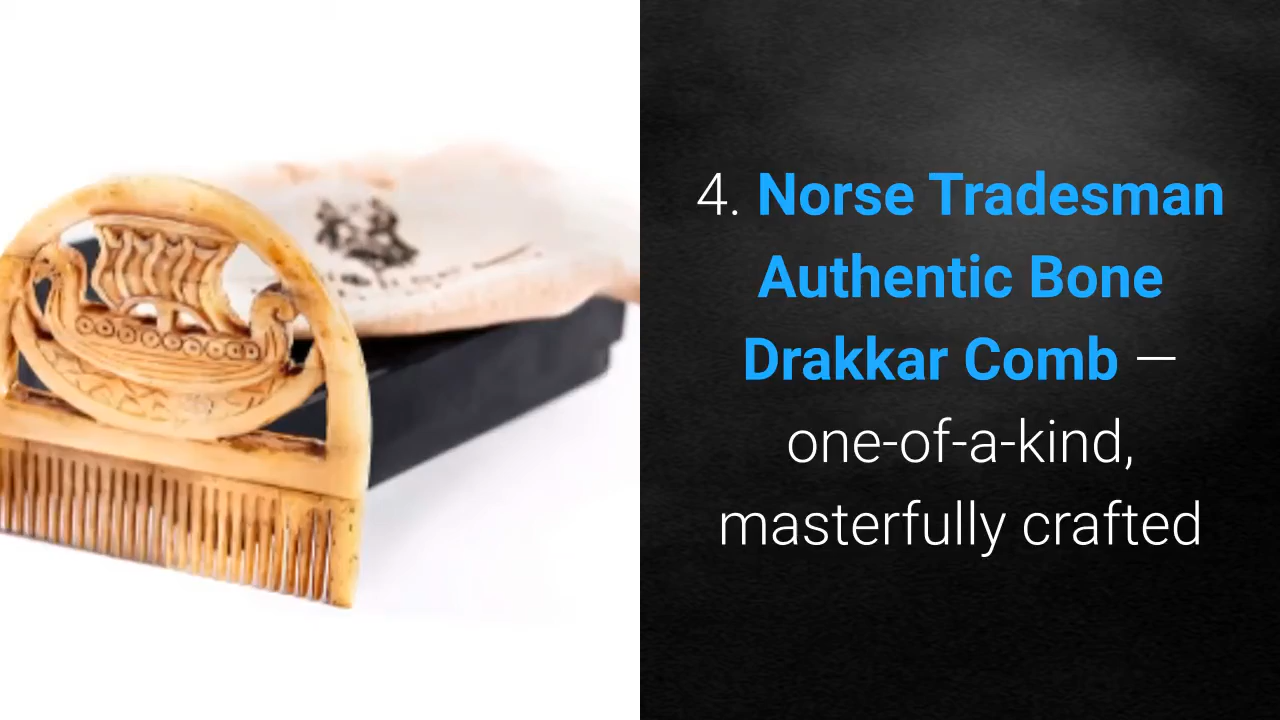 4. Norse Tradesman
Authentic Bone
Drakkar Comb —
one-of-a-kind,
masterfully crafted